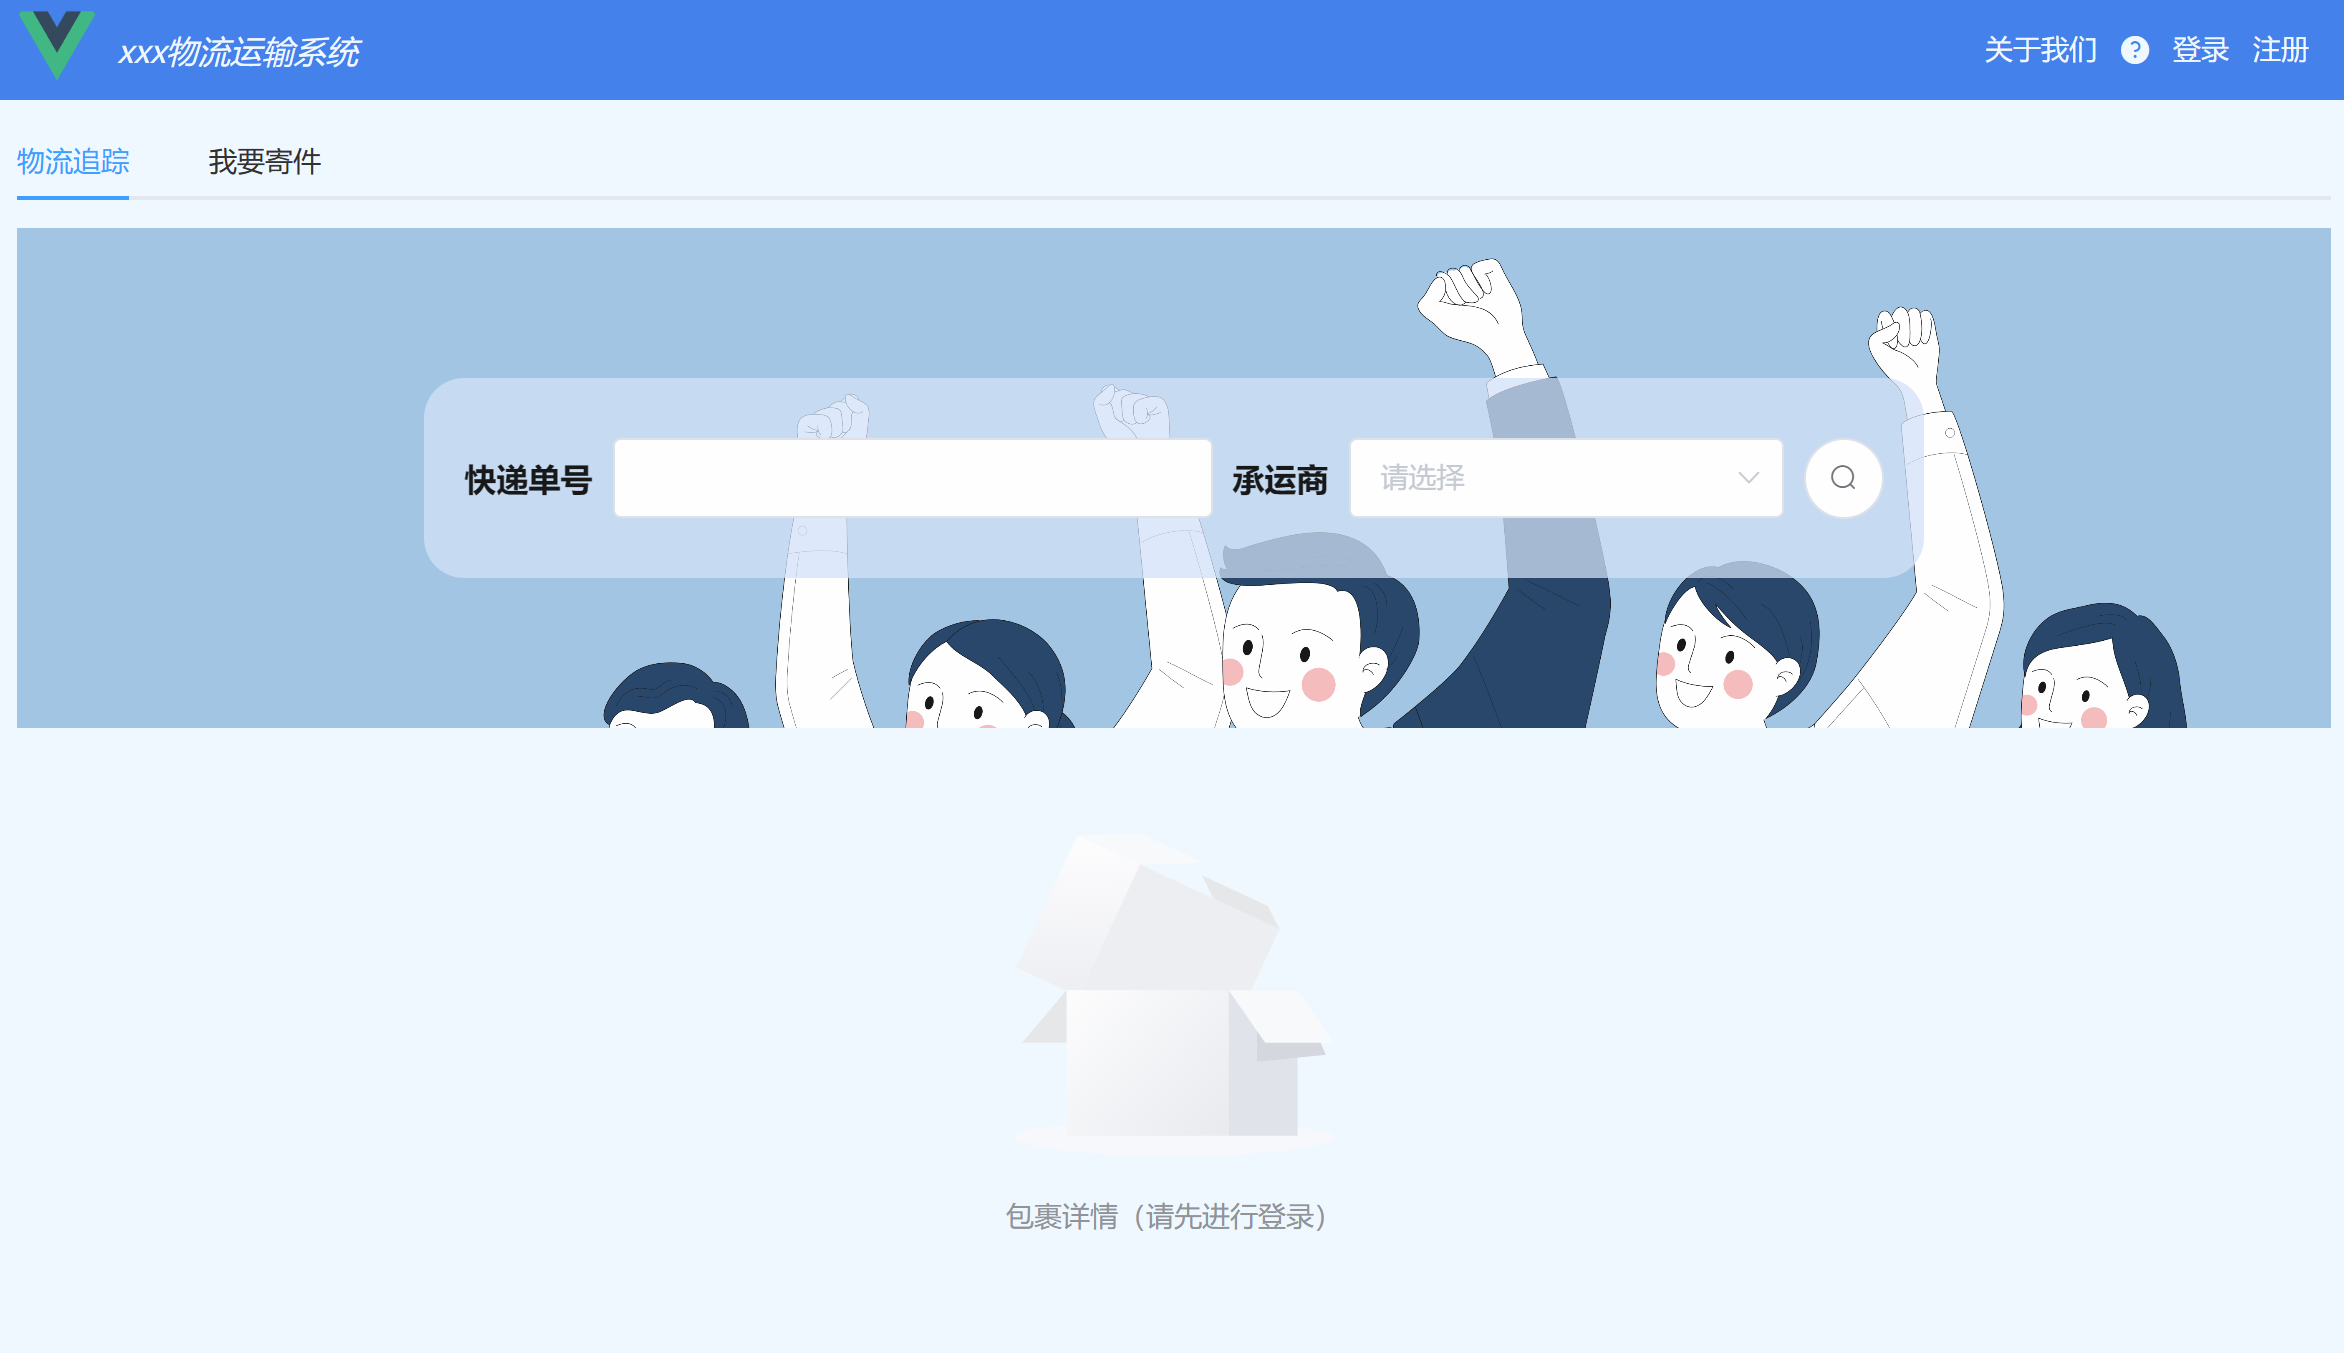 xxx物流运输系统
关于我们 ? 登录 注册
物流追踪 我要寄件
快递单号 承运商 请选择
包裹详情（请先进行登录）